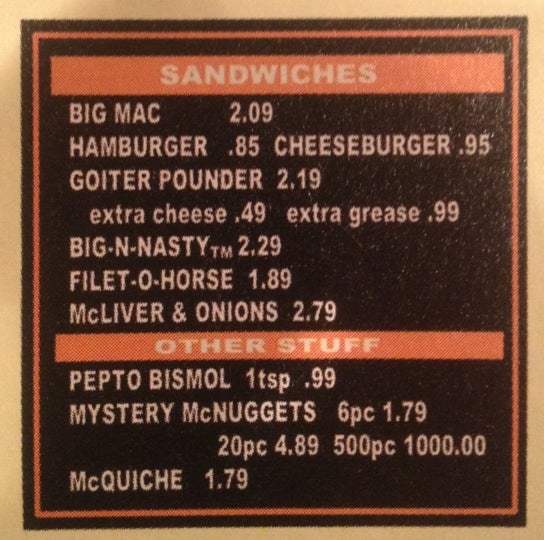 SANDWICHES
BIG MAC 2.09
HAMBURGER .85 CHEESEBURGER .95
GOITER POUNDER 2.19
extra cheese .49 extra grease .99
BIG-N-NASTY™ 2.29
FILET-O-HORSE 1.89
McLIVER & ONIONS 2.79
OTHER STUFF
PEPTO BISMOL 1tsp .99
MYSTERY McNUGGETS 6pc 1.79
20pc 4.89 500pc 1000.00
McQUICHE 1.79